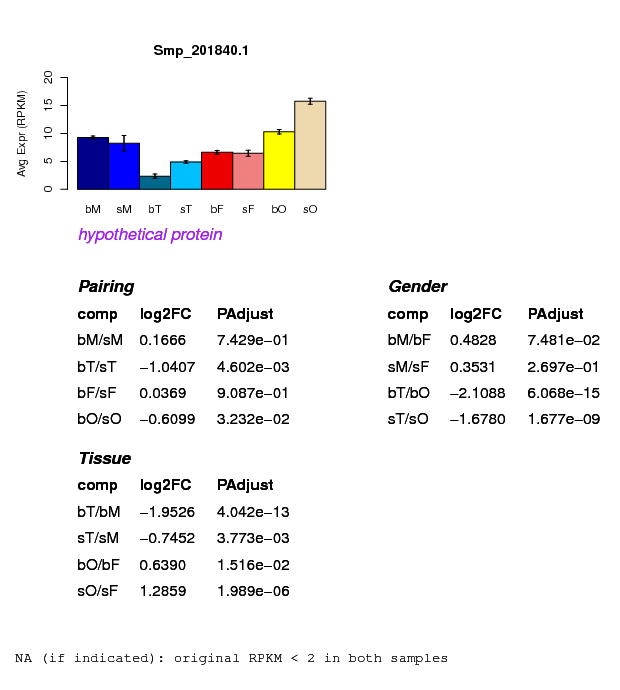 Smp_201840.1
Avg Expr (RPKM)
20
15
10
5
0
bM sM bT sT bF sF bO sO
hypothetical protein
Pairing
comp log2FC PAdjust
bM/sM 0.1666 7.429e−01
bT/sT −1.0407 4.602e−03
bF/sF 0.0369 9.087e−01
bO/sO −0.6099 3.232e−02
Gender
comp log2FC PAdjust
bM/bF 0.4828 7.481e−02
sM/sF 0.3531 2.697e−01
bT/bO −2.1088 6.068e−15
sT/sO −1.6780 1.677e−09
Tissue
comp log2FC PAdjust
bT/bM −1.9526 4.042e−13
sT/sM −0.7452 3.773e−03
bO/bF 0.6390 1.516e−02
sO/sF 1.2859 1.989e−06
NA (if indicated): original RPKM < 2 in both samples